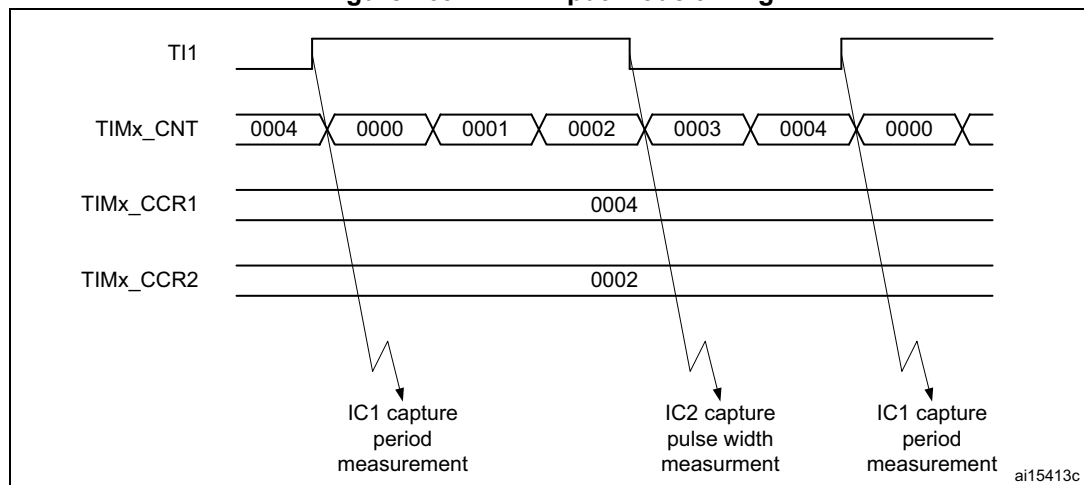 TI1
TIMx_CNT 0004 0000 0001 0002 0003 0004 0000
TIMx_CCR1 0004
TIMx_CCR2 0002
IC1 capture
period
measurement
IC2 capture
pulse width
measurment
IC1 capture
period
measurement
ai15413c